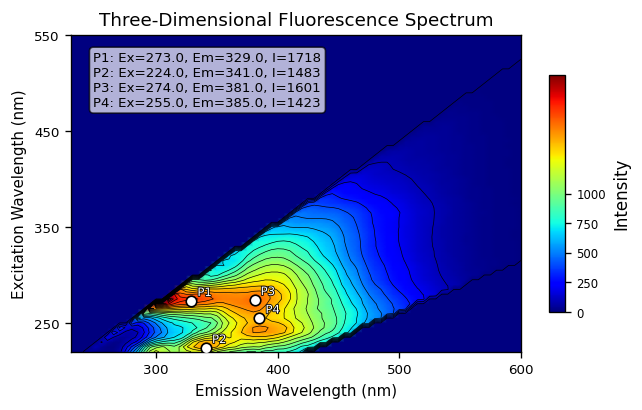 Three-Dimensional Fluorescence Spectrum
P1: Ex=273.0, Em=329.0, I=1718
P2: Ex=224.0, Em=341.0, I=1483
P3: Ex=274.0, Em=381.0, I=1601
P4: Ex=255.0, Em=385.0, I=1423
550
450
350
250
Excitation Wavelength (nm)
P1
P3
P4
P2
300
400
500
600
Emission Wavelength (nm)
1000
750
500
250
0
Intensity